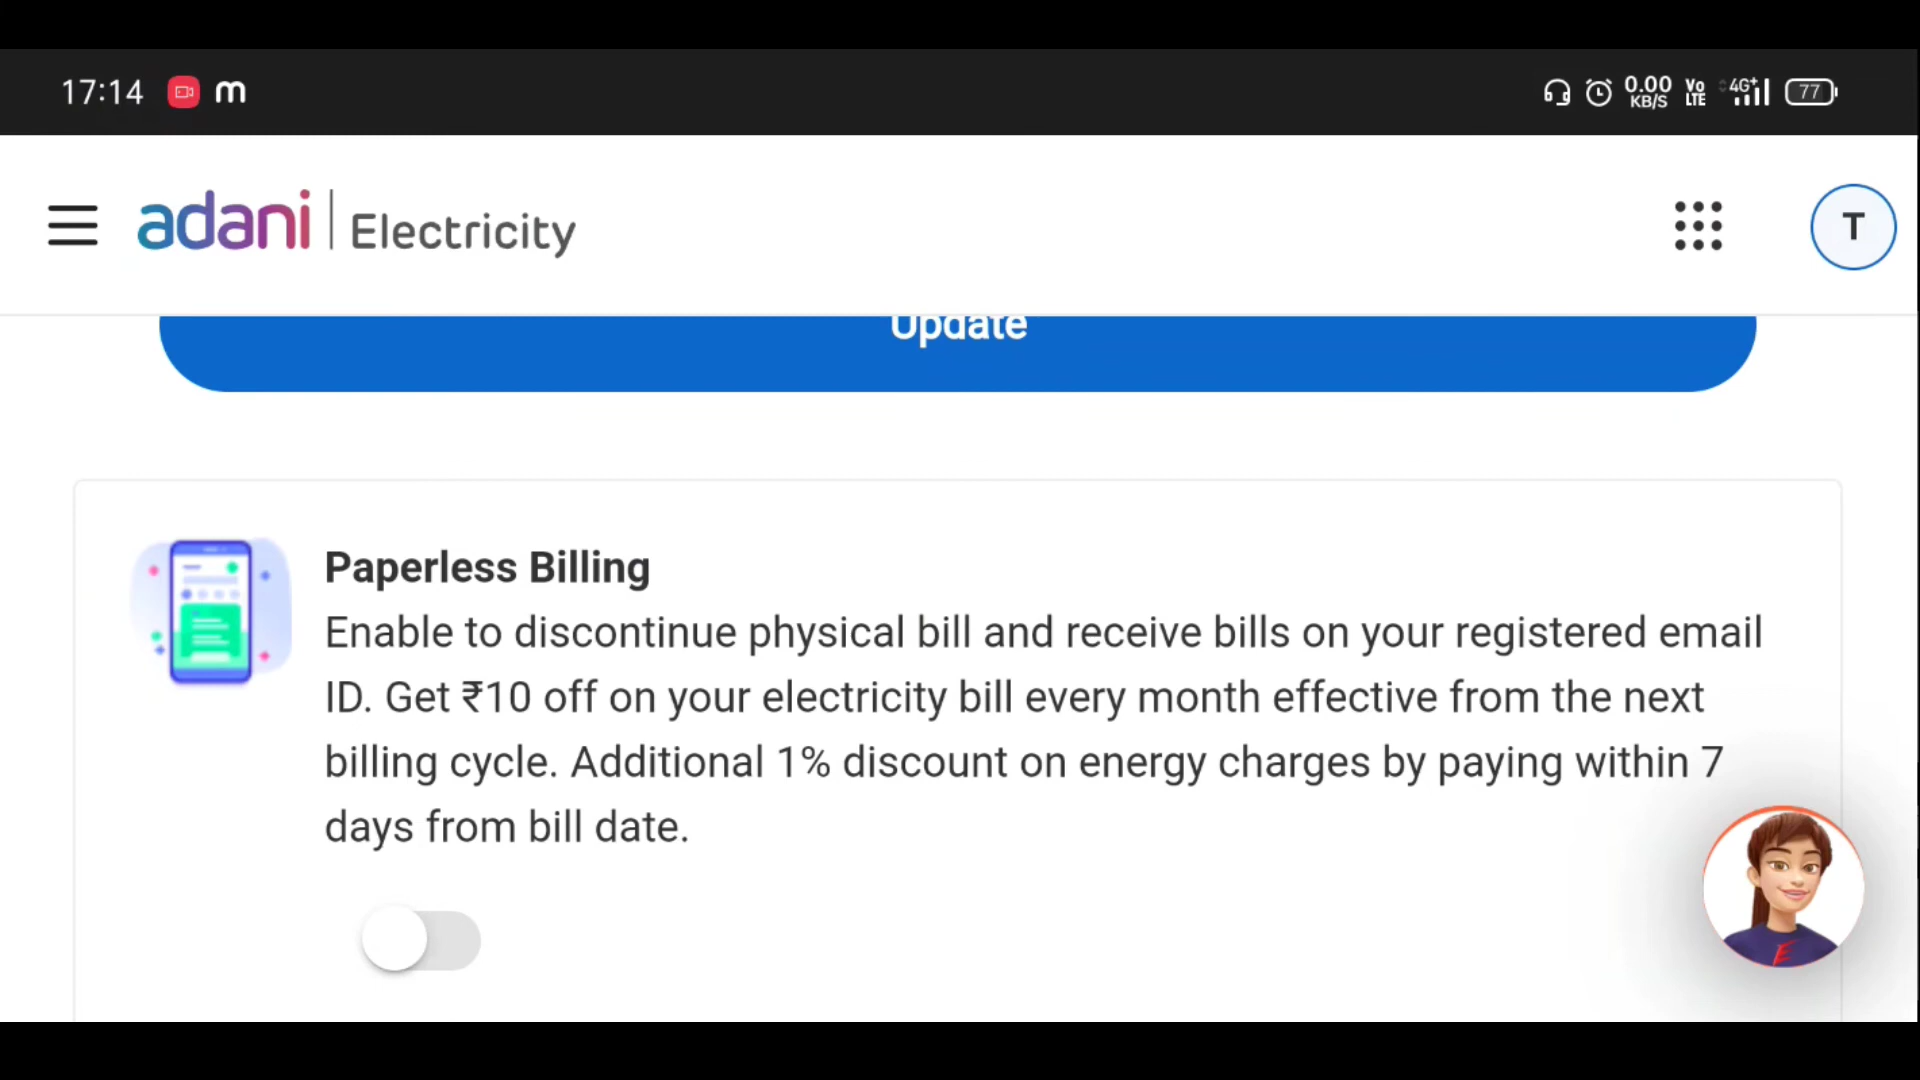 17:14 m 0.00 KB/S Vo LTE 4G+ 77
adani Electricity T
Update
Paperless Billing
Enable to discontinue physical bill and receive bills on your registered email
ID. Get ₹10 off on your electricity bill every month effective from the next
billing cycle. Additional 1% discount on energy charges by paying within 7
days from bill date.
E